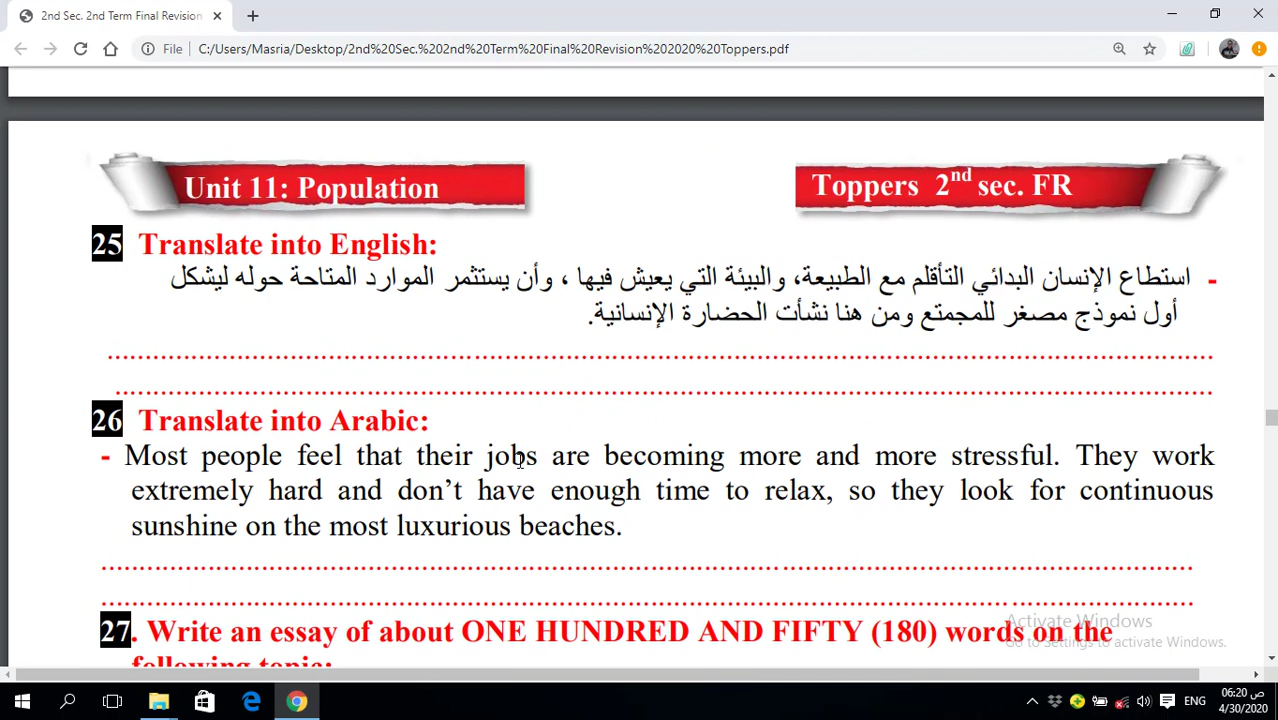 2nd Sec. 2nd Term Final Revision
File C:/Users/Masria/Desktop/2nd%20Sec.%202nd%20Term%20Final%20Revision%202020%20Toppers.pdf
Unit 11: Population
Toppers 2nd sec. FR
25 Translate into English:
- استطاع الإنسان البدائي التأقلم مع الطبيعة، والبيئة التي يعيش فيها ، وأن يستثمر الموارد المتاحة حوله ليشكل
أول نموذج مصغر للمجمتع ومن هنا نشأت الحضارة الإنسانية.
26 Translate into Arabic:
- Most people feel that their jobs are becoming more and more stressful. They work
extremely hard and don't have enough time to relax, so they look for continuous
sunshine on the most luxurious beaches.
27. Write an essay of about ONE HUNDRED AND FIFTY (180) words on the
following topic:
Activate Windows
Go to Settings to activate Windows.
ENG
06:20 ص
4/30/2020